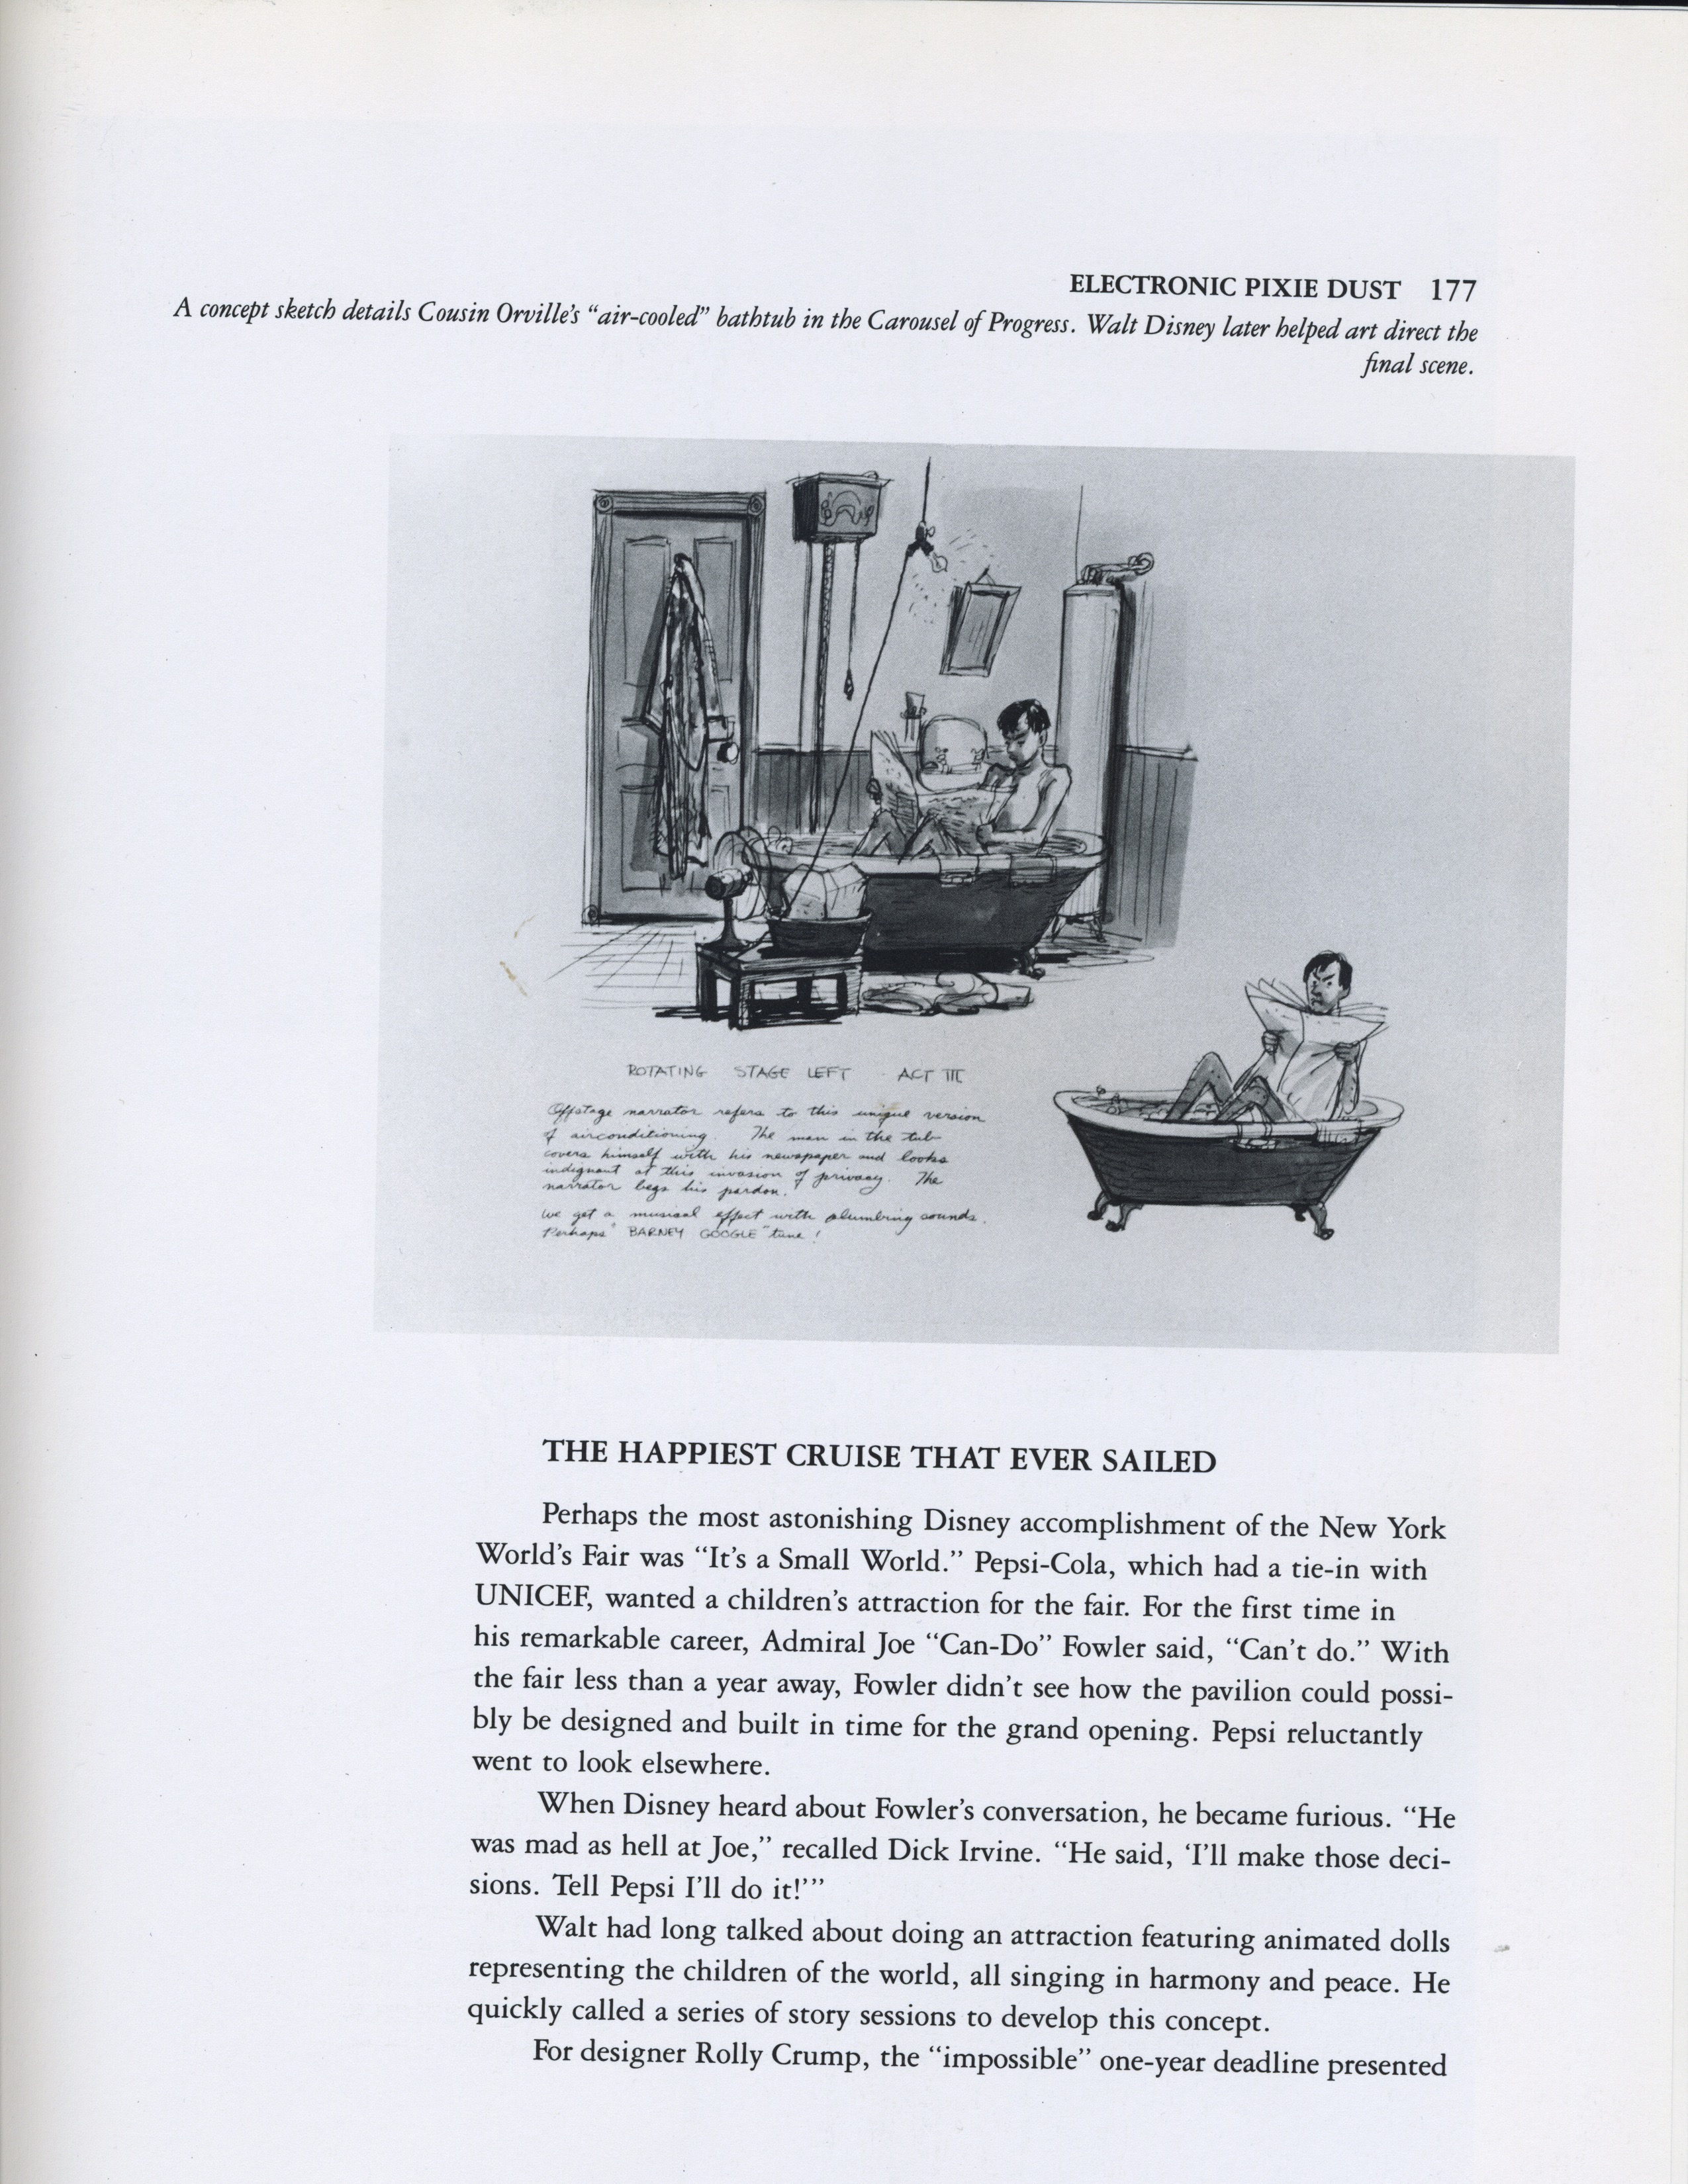 ELECTRONIC PIXIE DUST 177
A concept sketch details Cousin Orville's “air-cooled” bathtub in the Carousel of Progress. Walt Disney later helped art direct the
final scene.
ROTATING STAGE LEFT - ACT III
Offstage narrator refers to this unique version
of airconditioning. The man in the tub
covers himself with his newspaper and looks
indignant at this invasion of privacy. The
narrator begs his pardon.
We get a musical effect with plumbing sounds.
Perhaps "BARNEY GOOGLE" tune!
THE HAPPIEST CRUISE THAT EVER SAILED
Perhaps the most astonishing Disney accomplishment of the New York
World's Fair was “It's a Small World.” Pepsi-Cola, which had a tie-in with
UNICEF, wanted a children's attraction for the fair. For the first time in
his remarkable career, Admiral Joe “Can-Do” Fowler said, “Can't do.” With
the fair less than a year away, Fowler didn't see how the pavilion could possi-
bly be designed and built in time for the grand opening. Pepsi reluctantly
went to look elsewhere.
When Disney heard about Fowler's conversation, he became furious. “He
was mad as hell at Joe,” recalled Dick Irvine. “He said, ‘I'll make those deci-
sions. Tell Pepsi I'll do it!’”
Walt had long talked about doing an attraction featuring animated dolls
representing the children of the world, all singing in harmony and peace. He
quickly called a series of story sessions to develop this concept.
For designer Rolly Crump, the “impossible” one-year deadline presented